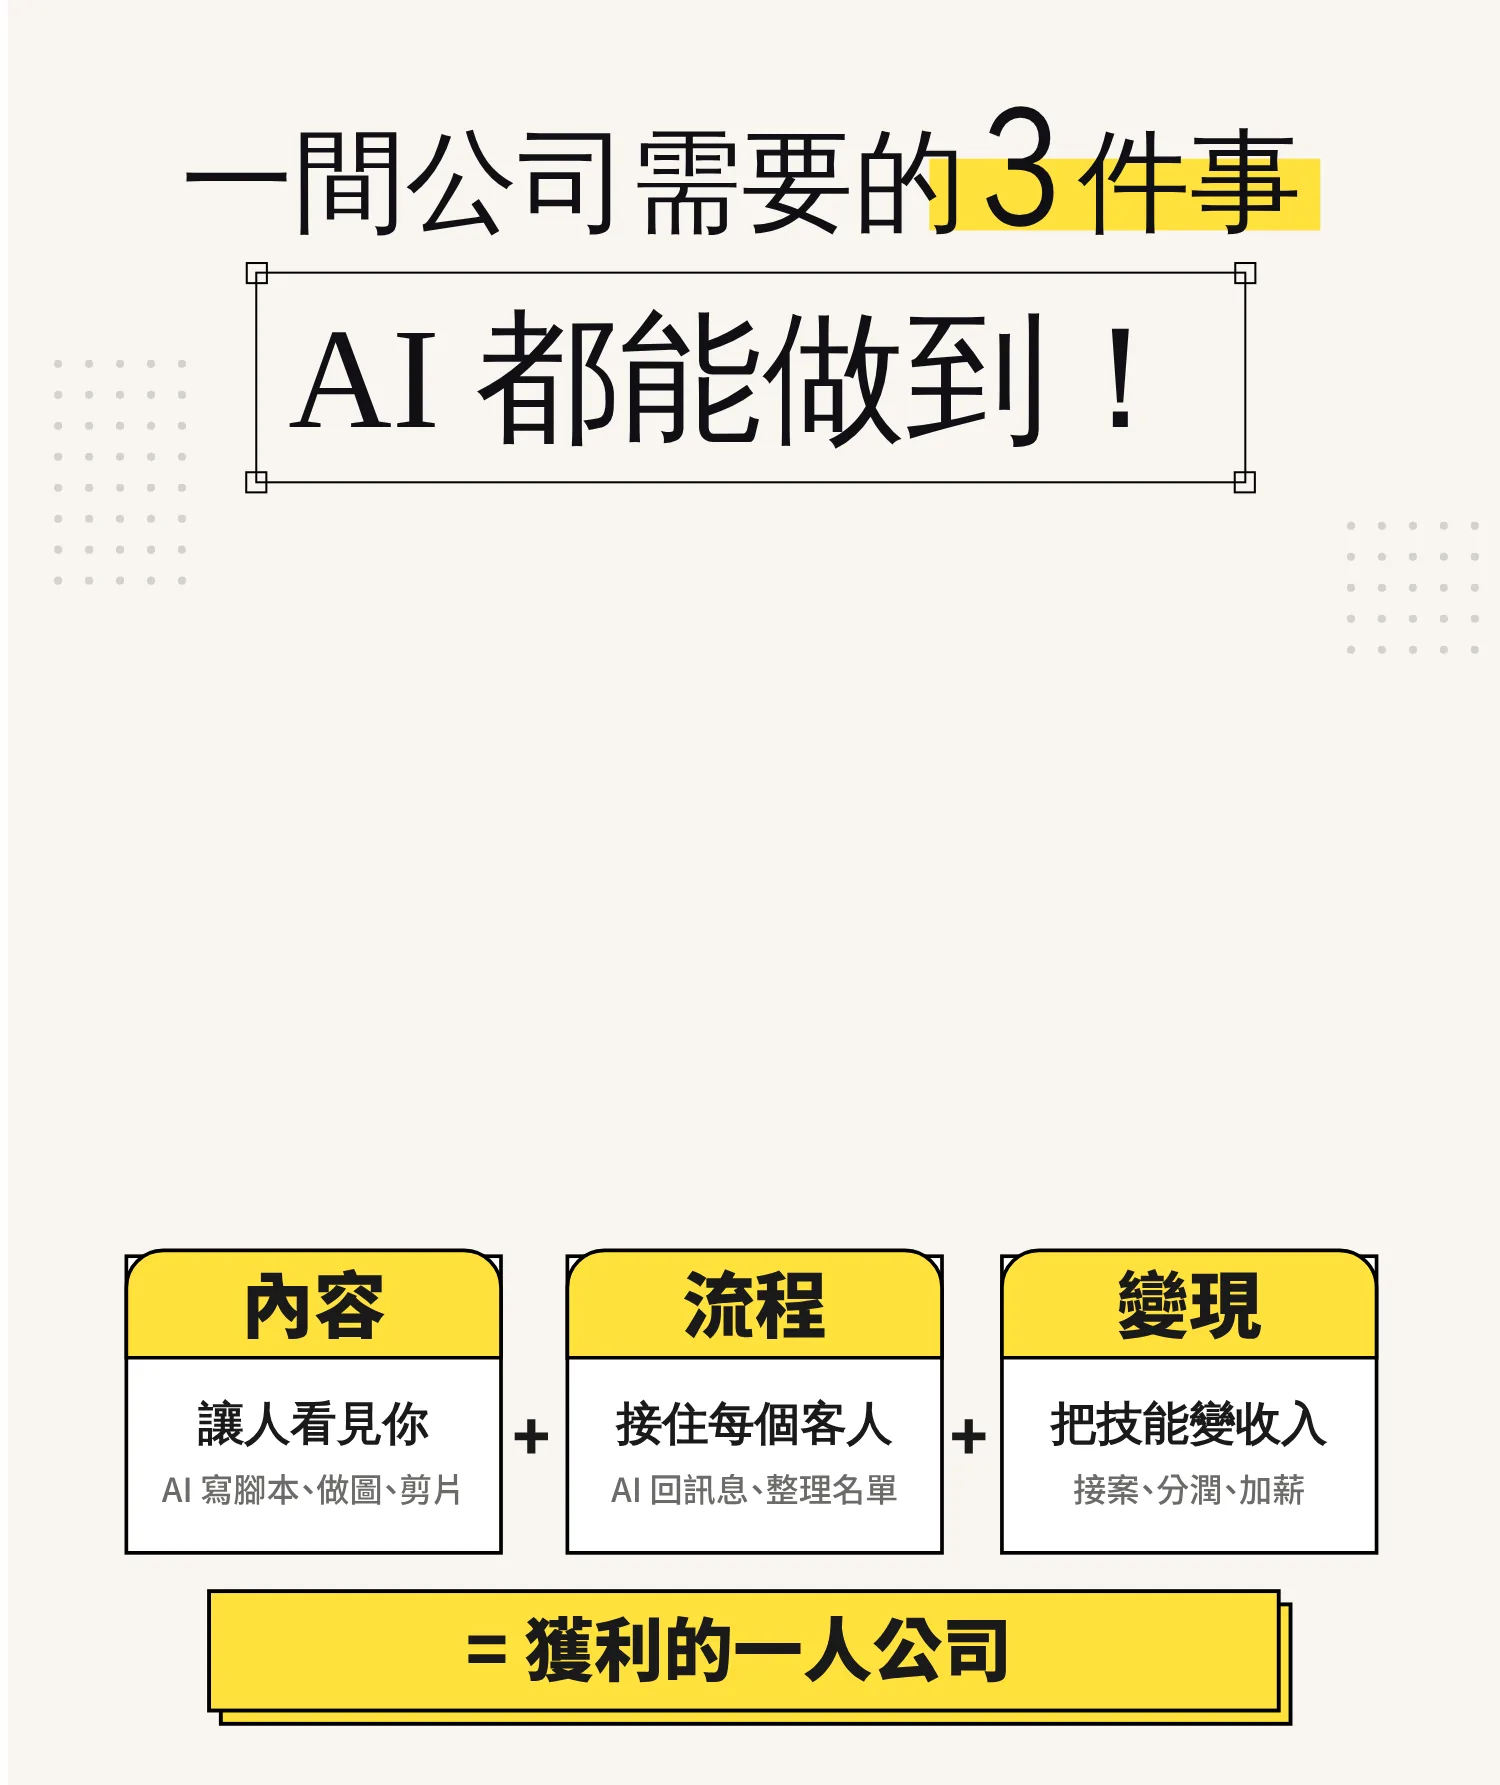 一間公司需要的3件事
AI 都能做到！
內容
讓人看見你
AI 寫腳本、做圖、剪片
+
流程
接住每個客人
AI 回訊息、整理名單
+
變現
把技能變收入
接案、分潤、加薪
= 獲利的一人公司